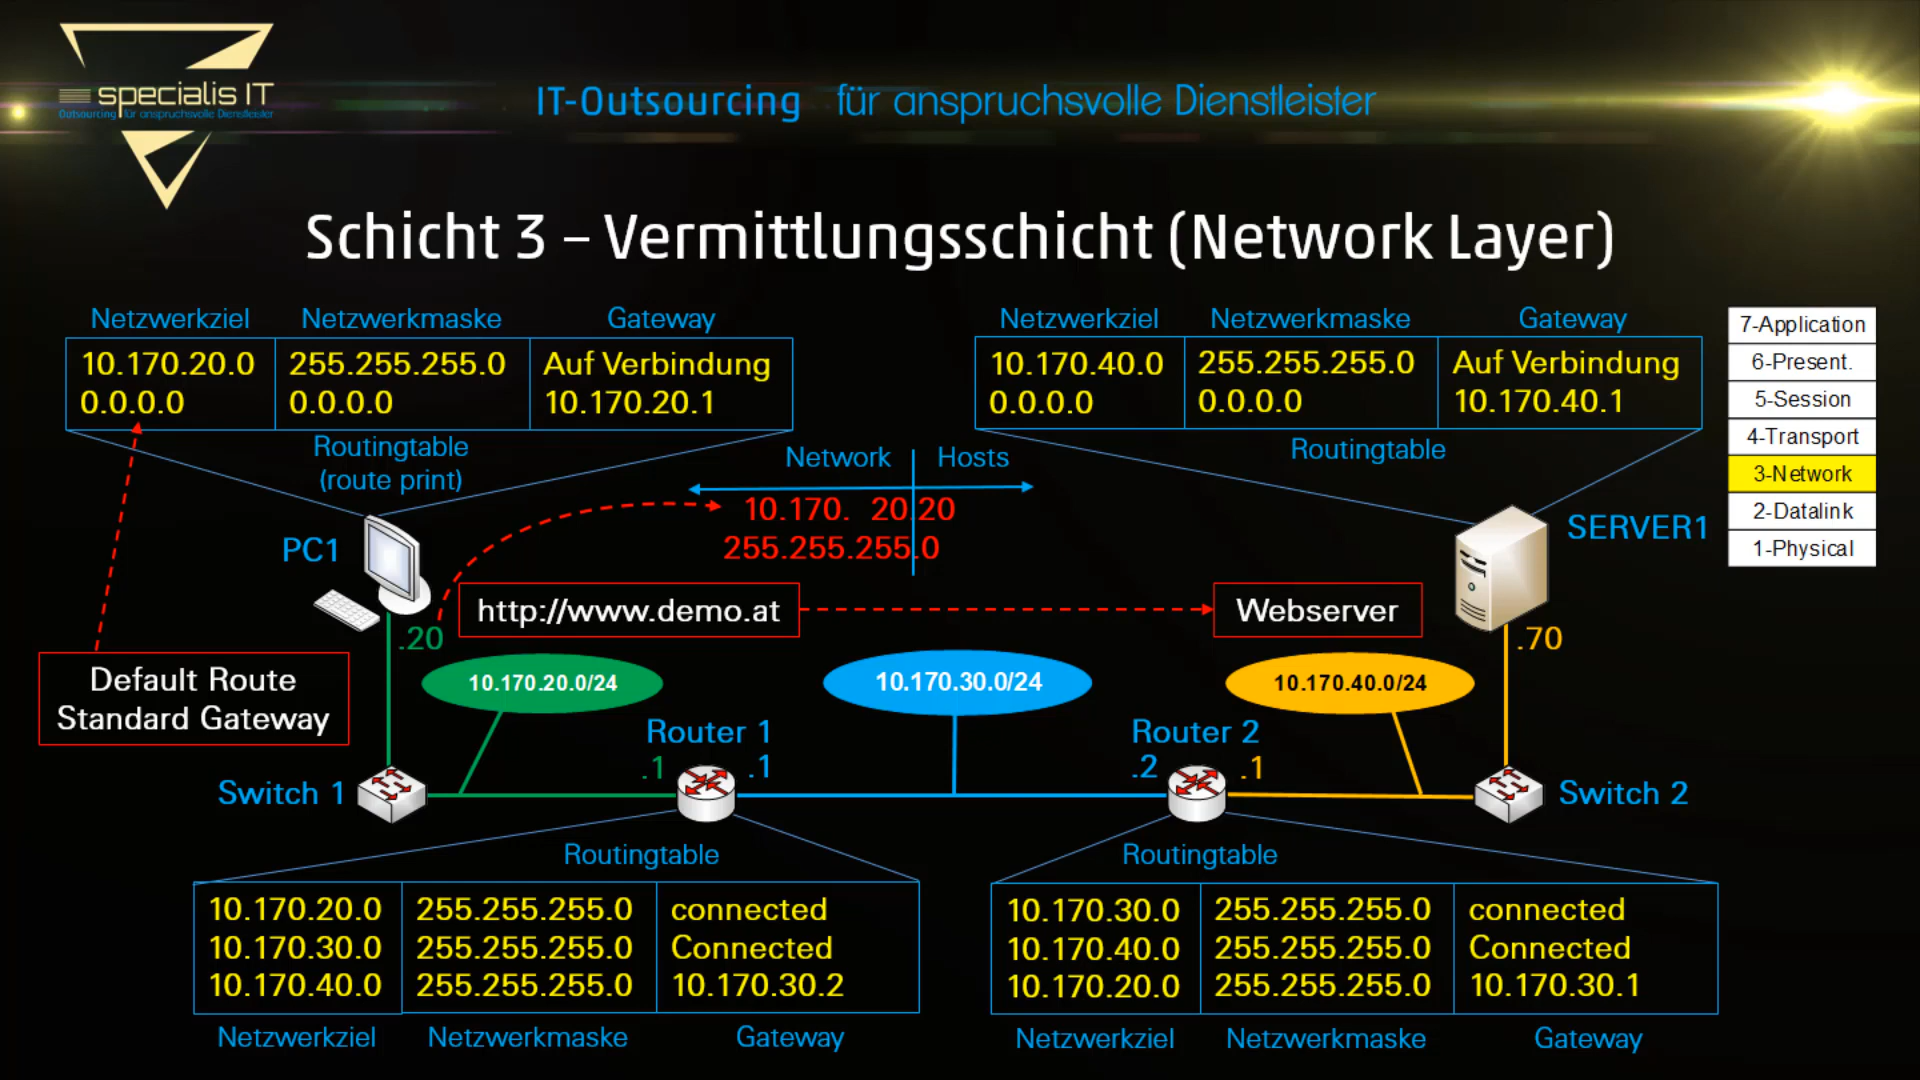 specialis IT
Outsourcing für anspruchsvolle Dienstleister
IT-Outsourcing für anspruchsvolle Dienstleister
Schicht 3 – Vermittlungsschicht (Network Layer)
Netzwerkziel Netzwerkmaske Gateway
10.170.20.0 255.255.255.0 Auf Verbindung
0.0.0.0 0.0.0.0 10.170.20.1
Routingtable
(route print)
Netzwerkziel Netzwerkmaske Gateway
10.170.40.0 255.255.255.0 Auf Verbindung
0.0.0.0 0.0.0.0 10.170.40.1
Routingtable
7-Application
6-Present.
5-Session
4-Transport
3-Network
2-Datalink
1-Physical
Network Hosts
10.170. 20.20
255.255.255.0
PC1
SERVER1
http://www.demo.at
Webserver
.20
.70
Default Route
Standard Gateway
10.170.20.0/24
10.170.30.0/24
10.170.40.0/24
Router 1
.1 .1
Router 2
.2 .1
Switch 1
Switch 2
Routingtable
10.170.20.0 255.255.255.0 connected
10.170.30.0 255.255.255.0 Connected
10.170.40.0 255.255.255.0 10.170.30.2
Netzwerkziel Netzwerkmaske Gateway
Routingtable
10.170.30.0 255.255.255.0 connected
10.170.40.0 255.255.255.0 Connected
10.170.20.0 255.255.255.0 10.170.30.1
Netzwerkziel Netzwerkmaske Gateway